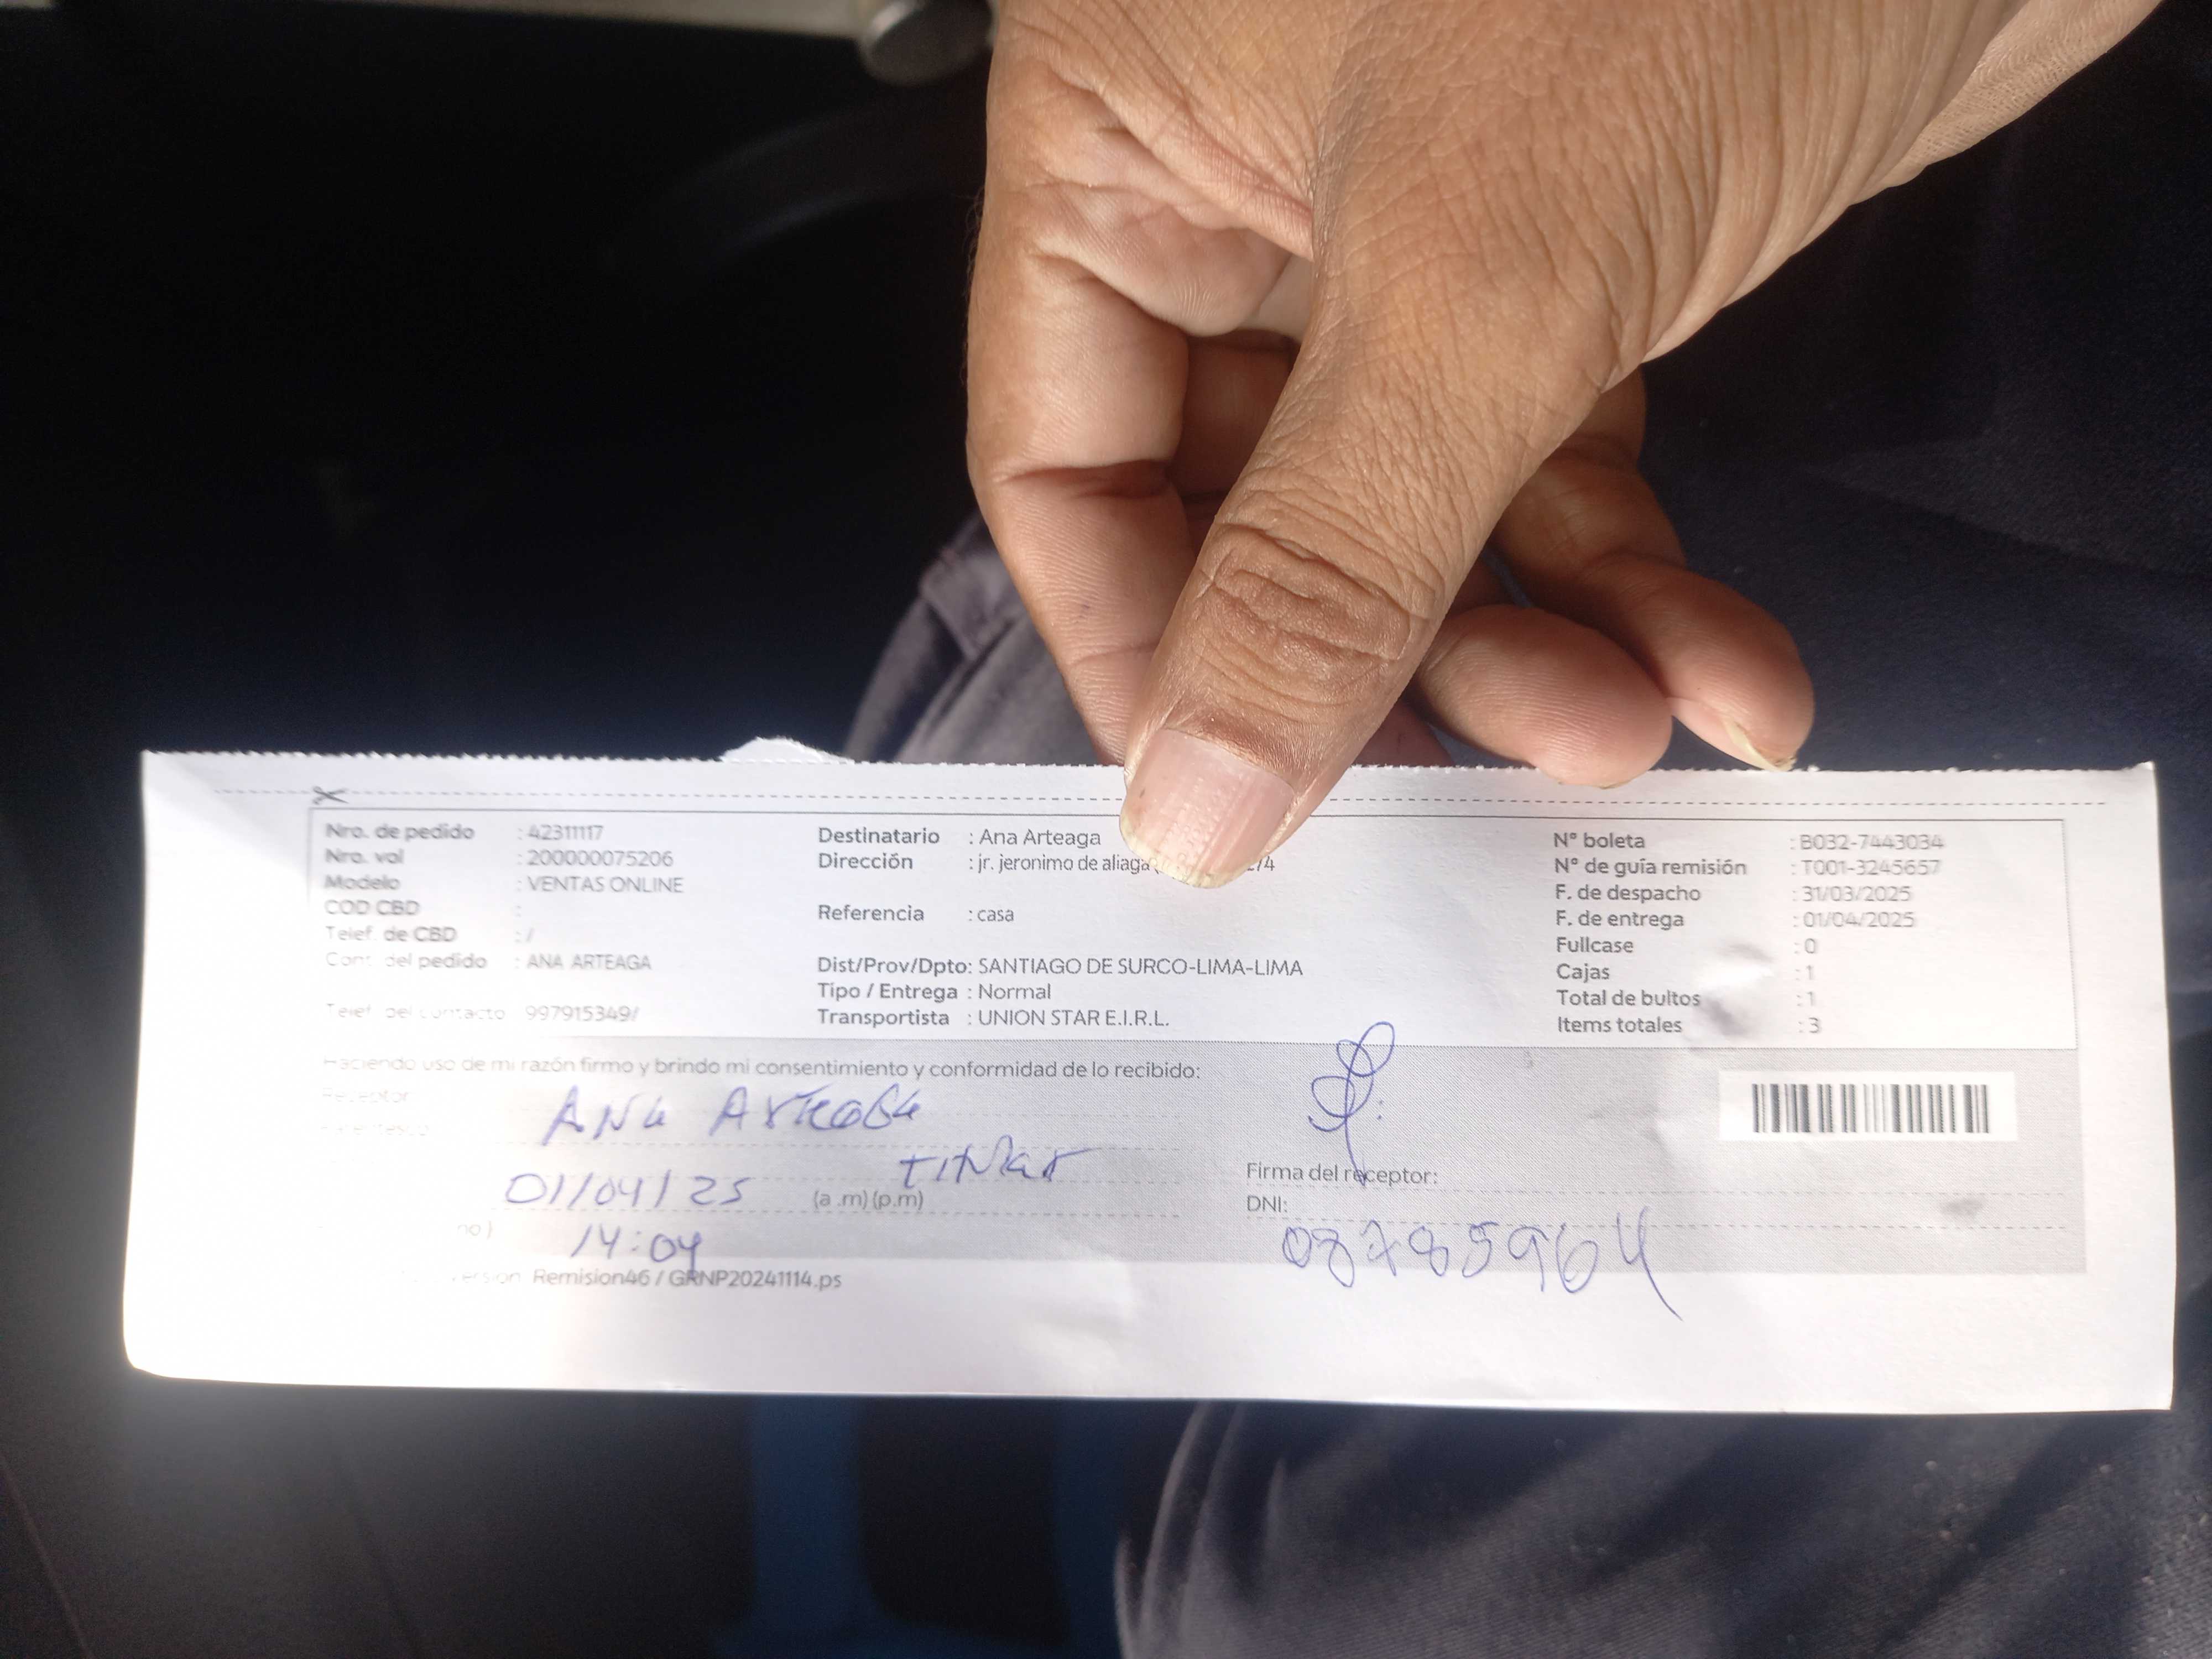 Nro. de pedido : 42311117
Nro. vol : 200000075206
Modelo : VENTAS ONLINE
COD CBD :
Telef. de CBD : /
Cont. del pedido : ANA ARTEAGA
Telef. del contacto 997915349/
Destinatario : Ana Arteaga
Dirección : jr. jeronimo de aliaga
Referencia : casa
Dist/Prov/Dpto: SANTIAGO DE SURCO-LIMA-LIMA
Tipo / Entrega : Normal
Transportista : UNION STAR E.I.R.L.
N° boleta : B032-7443034
N° de guía remisión : T001-3245657
F. de despacho : 31/03/2025
F. de entrega : 01/04/2025
Fullcase : 0
Cajas : 1
Total de bultos : 1
Items totales : 3
Haciendo uso de mi razón firmo y brindo mi consentimiento y conformidad de lo recibido:
Receptor
ANA ARTEAGA
TITULAR
01/04/25 (a .m) (p.m)
14:04
Firma del receptor:
DNI:
08785964
version Remision46 / GRNP20241114.ps